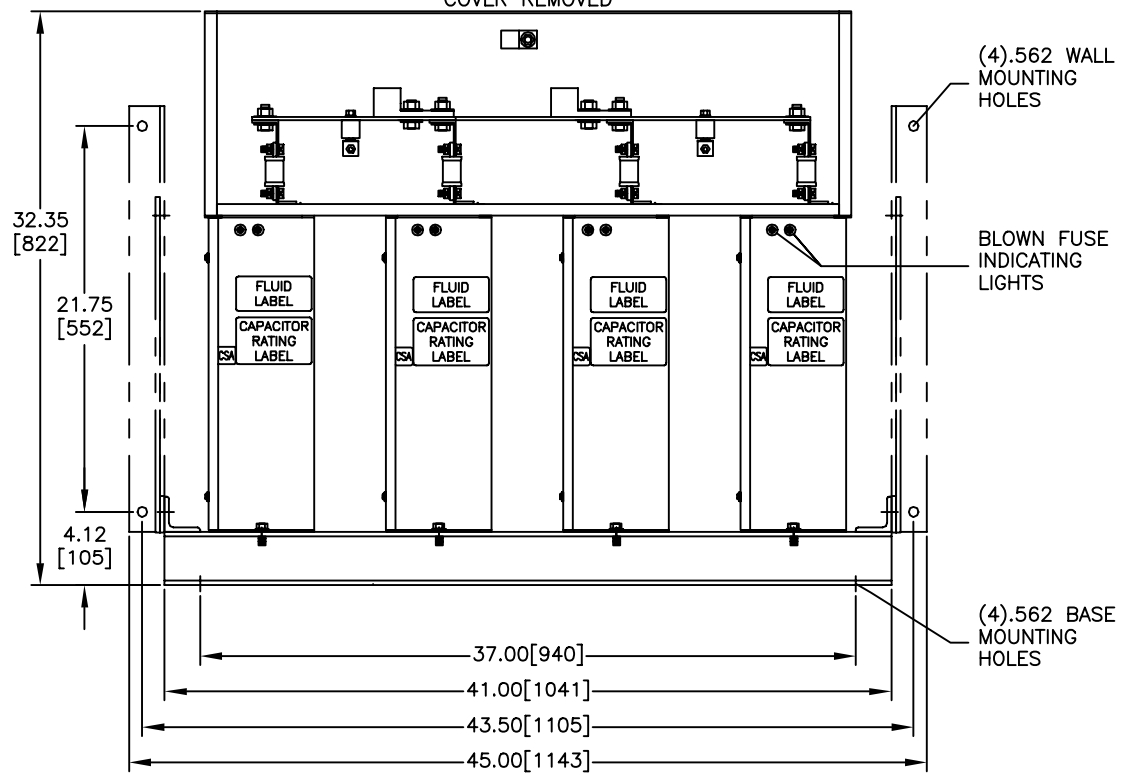 COVER REMOVED
(4).562 WALL
MOUNTING
HOLES
32.35
[822]
21.75
[552]
BLOWN FUSE
INDICATING
LIGHTS
FLUID
LABEL
FLUID
LABEL
FLUID
LABEL
FLUID
LABEL
CAPACITOR
RATING
LABEL
CSA
CAPACITOR
RATING
LABEL
CSA
CAPACITOR
RATING
LABEL
CSA
CAPACITOR
RATING
LABEL
CSA
4.12
[105]
(4).562 BASE
MOUNTING
HOLES
37.00[940]
41.00[1041]
43.50[1105]
45.00[1143]